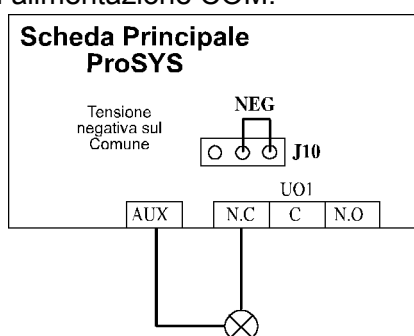 l'alimentazione COM.
Scheda Principale
ProSYS
Tensione
negativa sul
Comune
NEG
J10
UO1
AUX N.C C N.O